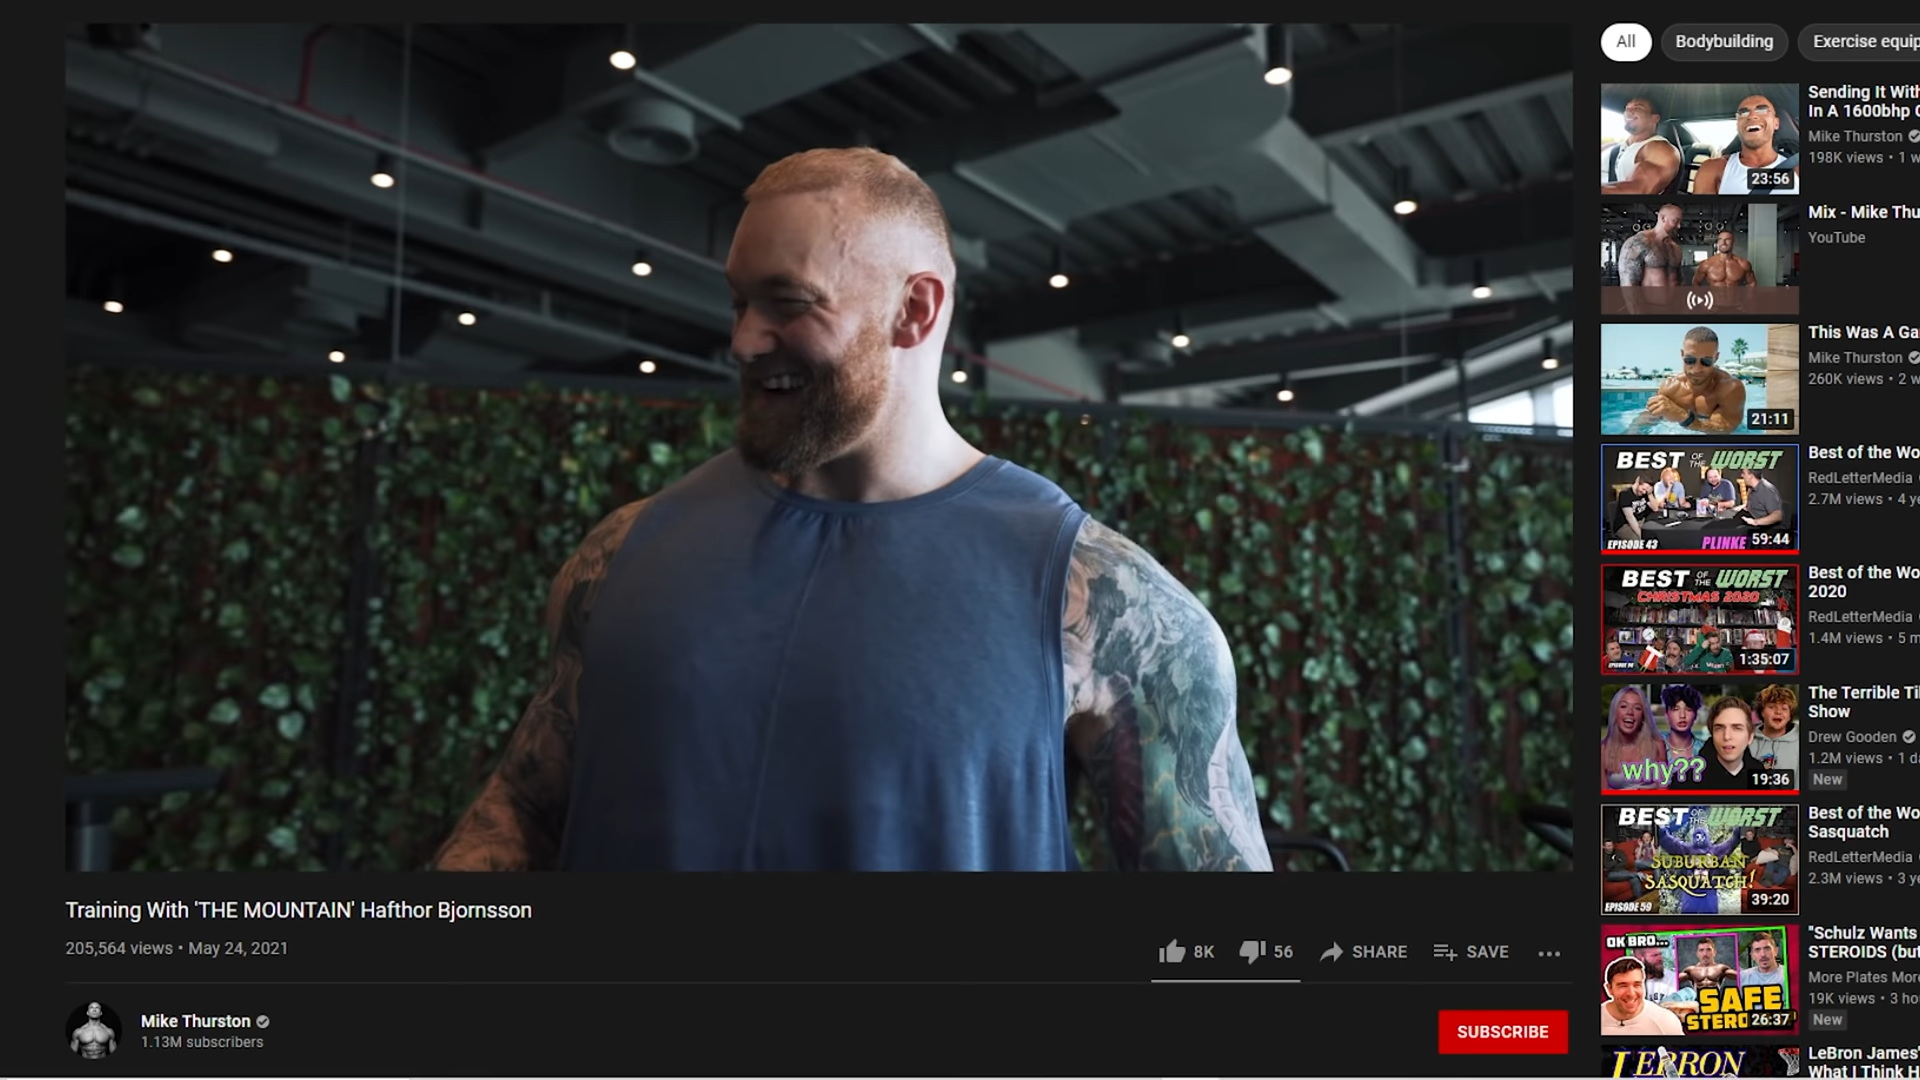 Training With 'THE MOUNTAIN' Hafthor Bjornsson
205,564 views • May 24, 2021
8K
56
SHARE
SAVE
Mike Thurston
1.13M subscribers
SUBSCRIBE
All
Bodybuilding
Exercise equip
23:56
Sending It With
In A 1600bhp
Mike Thurston
198K views • 1 w
Mix - Mike Thu
YouTube
21:11
This Was A Ga
Mike Thurston
260K views • 2 w
BEST OF THE WORST
EPISODE 43
PLINKE
59:44
Best of the Wo
RedLetterMedia
2.7M views • 4 ye
BEST OF THE WORST
CHRISTMAS 2020
1:35:07
Best of the Wo
2020
RedLetterMedia
1.4M views • 5 m
why??
19:36
The Terrible Ti
Show
Drew Gooden
1.2M views • 1 d
New
BEST OF THE WORST
SUBURBAN
SASQUATCH!
EPISODE 59
39:20
Best of the Wo
Sasquatch
RedLetterMedia
2.3M views • 3 ye
OK BRO...
SAFE
STERO
26:37
"Schulz Wants
STEROIDS (but
More Plates More
19K views • 3 ho
New
LEBRON
LeBron James'
What I Think H